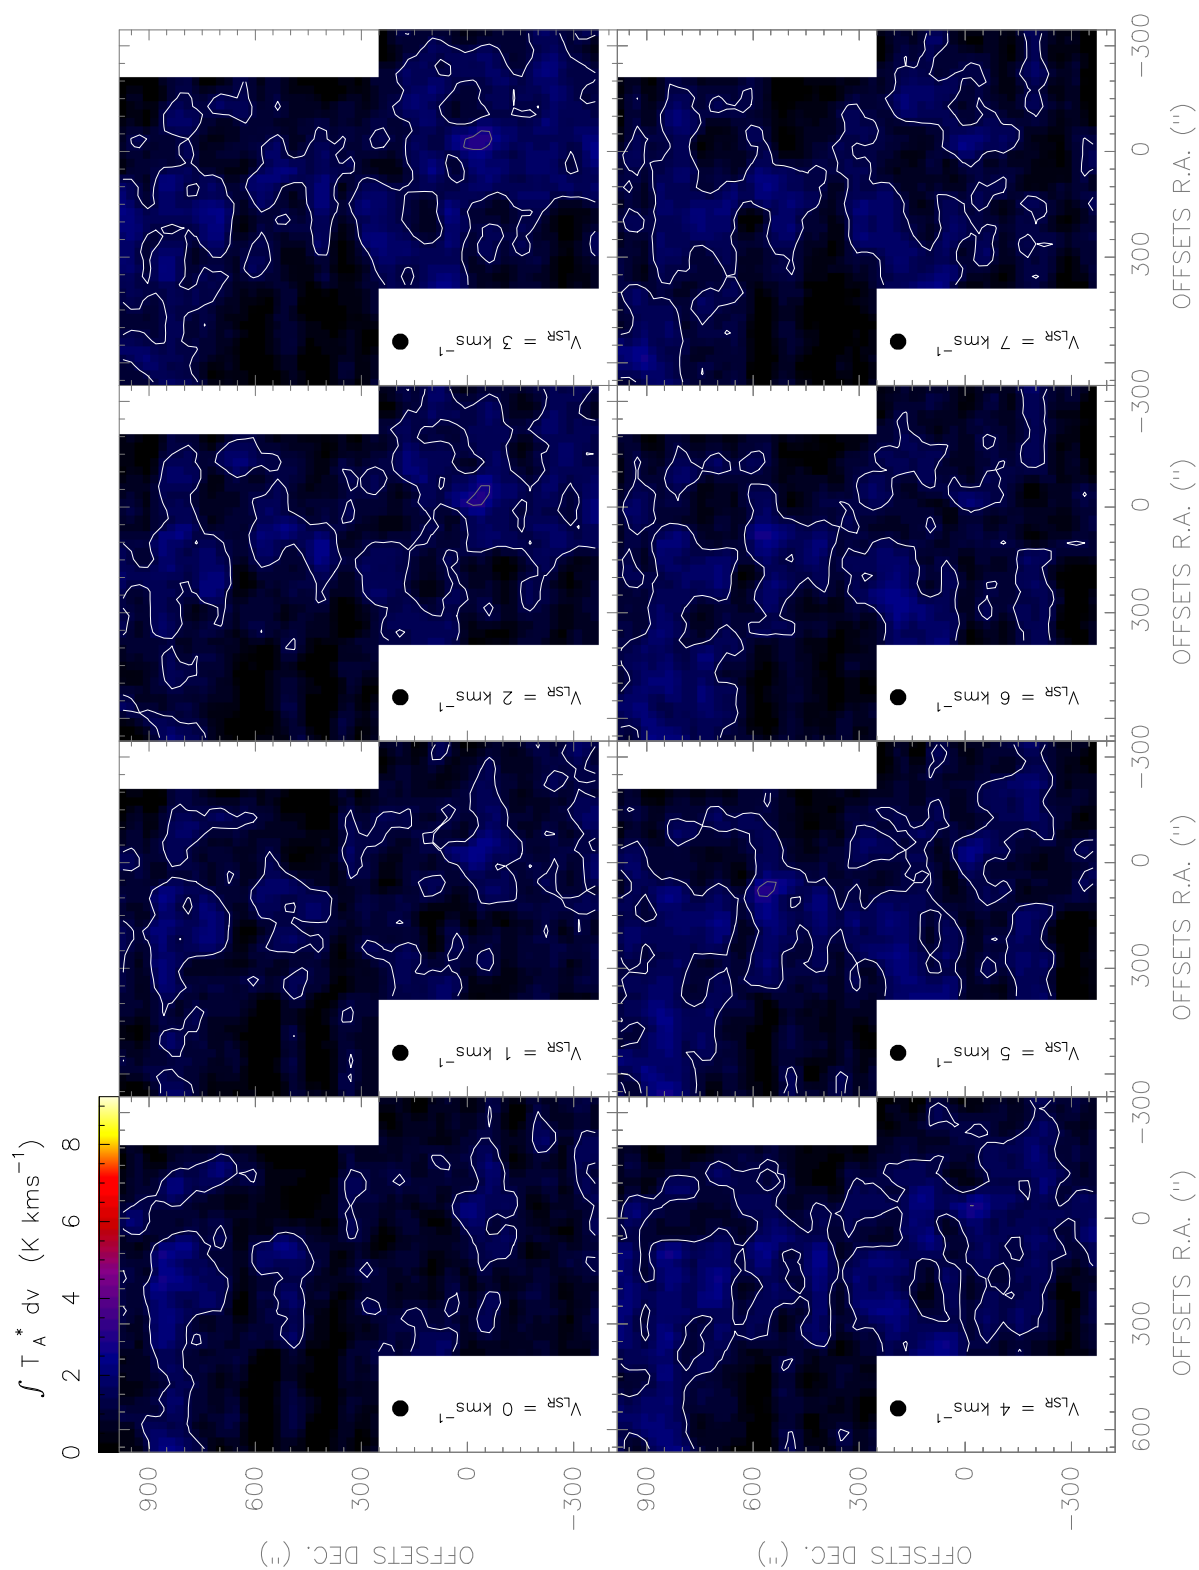 ∫ T_A^* dv (K kms⁻¹)
0 2 4 6 8
V_LSR = 0 kms⁻¹
V_LSR = 1 kms⁻¹
V_LSR = 2 kms⁻¹
V_LSR = 3 kms⁻¹
V_LSR = 4 kms⁻¹
V_LSR = 5 kms⁻¹
V_LSR = 6 kms⁻¹
V_LSR = 7 kms⁻¹
900 600 300 0 −300
OFFSETS DEC. (")
900 600 300 0 −300
OFFSETS DEC. (")
600 300 0 −300
OFFSETS R.A. (")
300 0 −300
OFFSETS R.A. (")
300 0 −300
OFFSETS R.A. (")
300 0 −300
OFFSETS R.A. (")